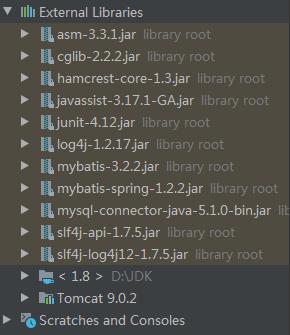 External Libraries
asm-3.3.1.jar library root
cglib-2.2.2.jar library root
hamcrest-core-1.3.jar library root
javassist-3.17.1-GA.jar library root
junit-4.12.jar library root
log4j-1.2.17.jar library root
mybatis-3.2.2.jar library root
mybatis-spring-1.2.2.jar library root
mysql-connector-java-5.1.0-bin.jar library root
slf4j-api-1.7.5.jar library root
slf4j-log4j12-1.7.5.jar library root
< 1.8 > D:\JDK
Tomcat 9.0.2
Scratches and Consoles